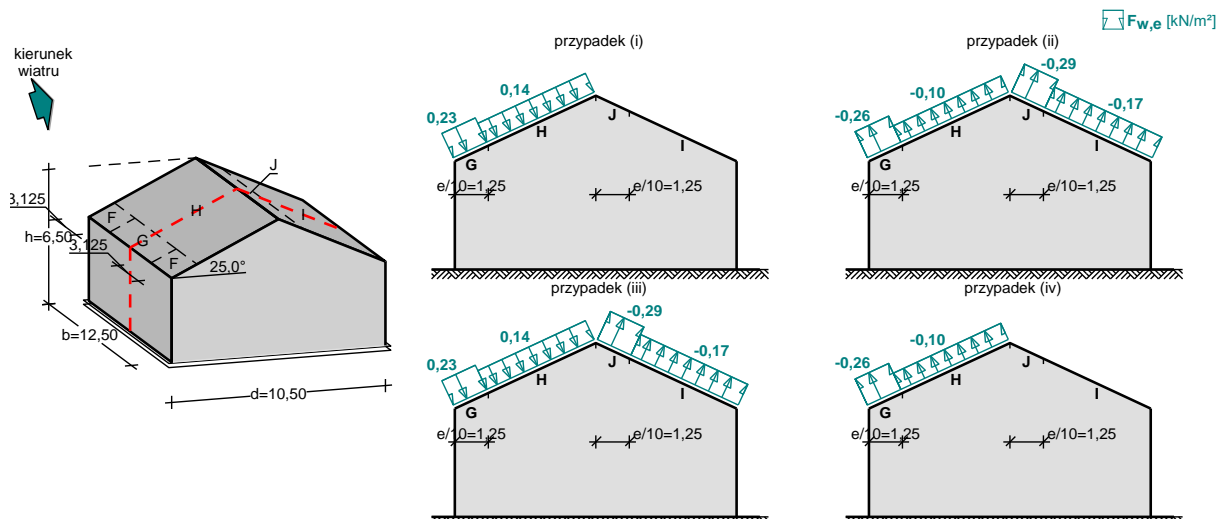 F w,e [kN/m²]
kierunek
wiatru
J
H
I
F
G
F
3,125
h=6,50
3,125
25,0°
b=12,50
d=10,50
przypadek (i)
0,23
0,14
H
J
G
I
e/10=1,25
e/10=1,25
przypadek (ii)
-0,26
-0,10
-0,29
-0,17
H
J
G
I
e/10=1,25
e/10=1,25
przypadek (iii)
0,23
0,14
-0,29
-0,17
H
J
G
I
e/10=1,25
e/10=1,25
przypadek (iv)
-0,26
-0,10
H
J
G
I
e/10=1,25
e/10=1,25